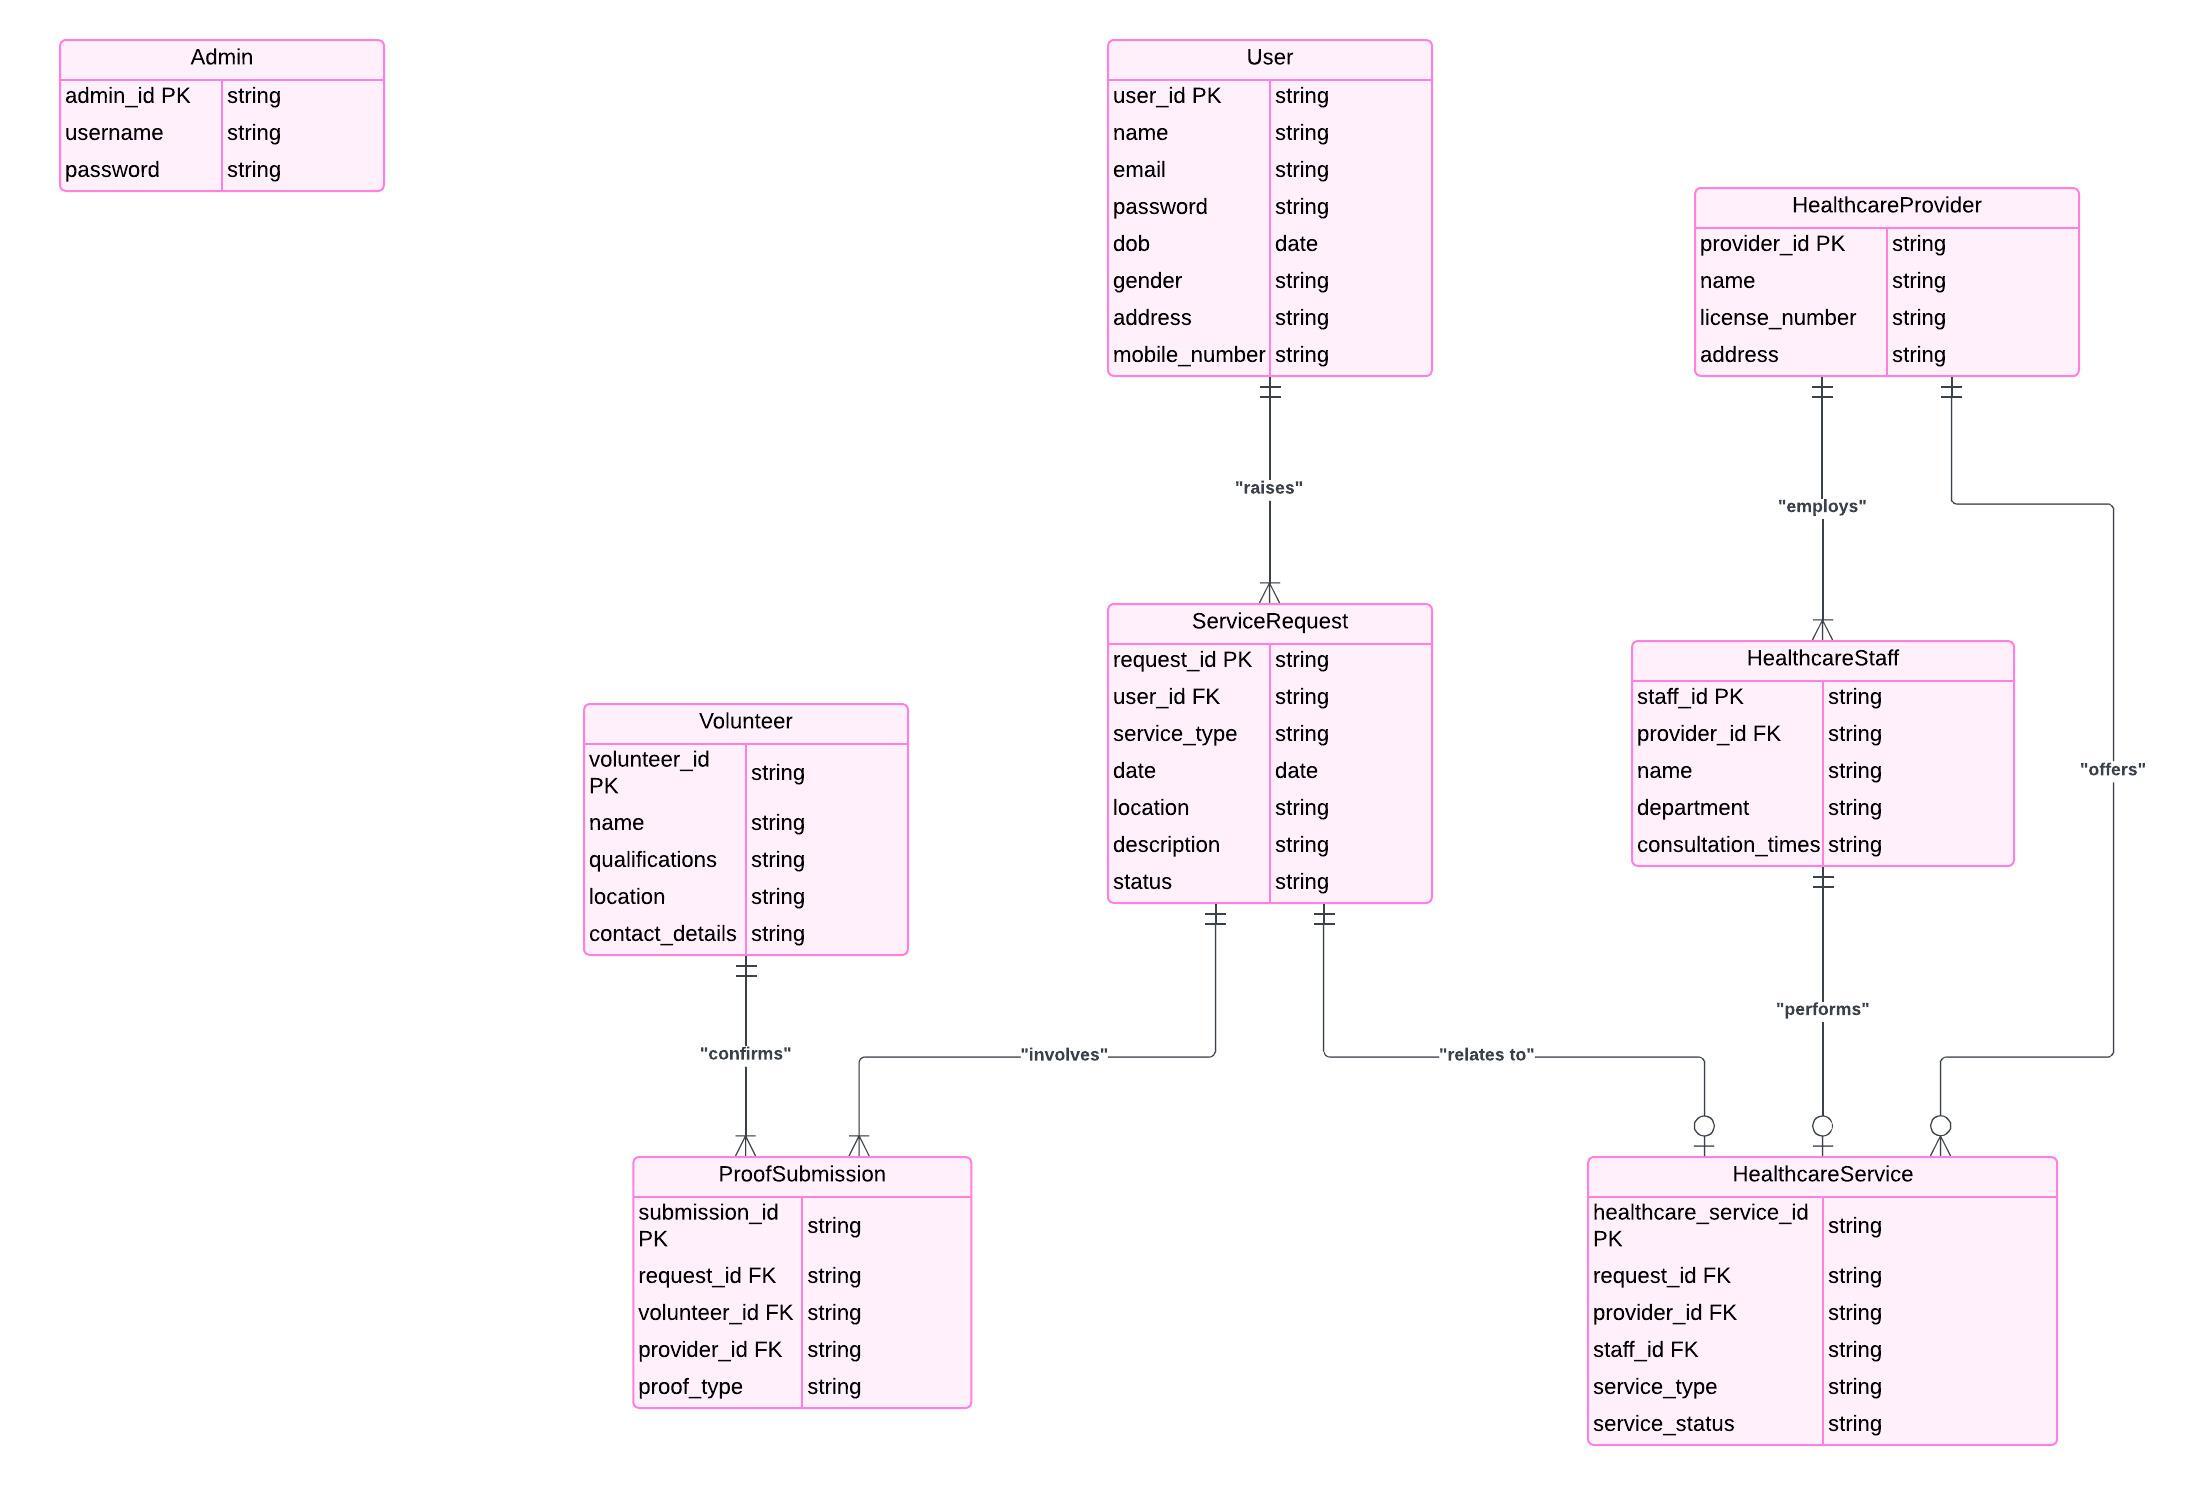 Admin
admin_id PK string
username string
password string
User
user_id PK string
name string
email string
password string
dob date
gender string
address string
mobile_number string
HealthcareProvider
provider_id PK string
name string
license_number string
address string
"raises"
"employs"
"offers"
ServiceRequest
request_id PK string
user_id FK string
service_type string
date date
location string
description string
status string
HealthcareStaff
staff_id PK string
provider_id FK string
name string
department string
consultation_times string
Volunteer
volunteer_id
PK
string
name string
qualifications string
location string
contact_details string
"confirms"
"involves"
"relates to"
"performs"
ProofSubmission
submission_id
PK
string
request_id FK string
volunteer_id FK string
provider_id FK string
proof_type string
HealthcareService
healthcare_service_id
PK
string
request_id FK string
provider_id FK string
staff_id FK string
service_type string
service_status string